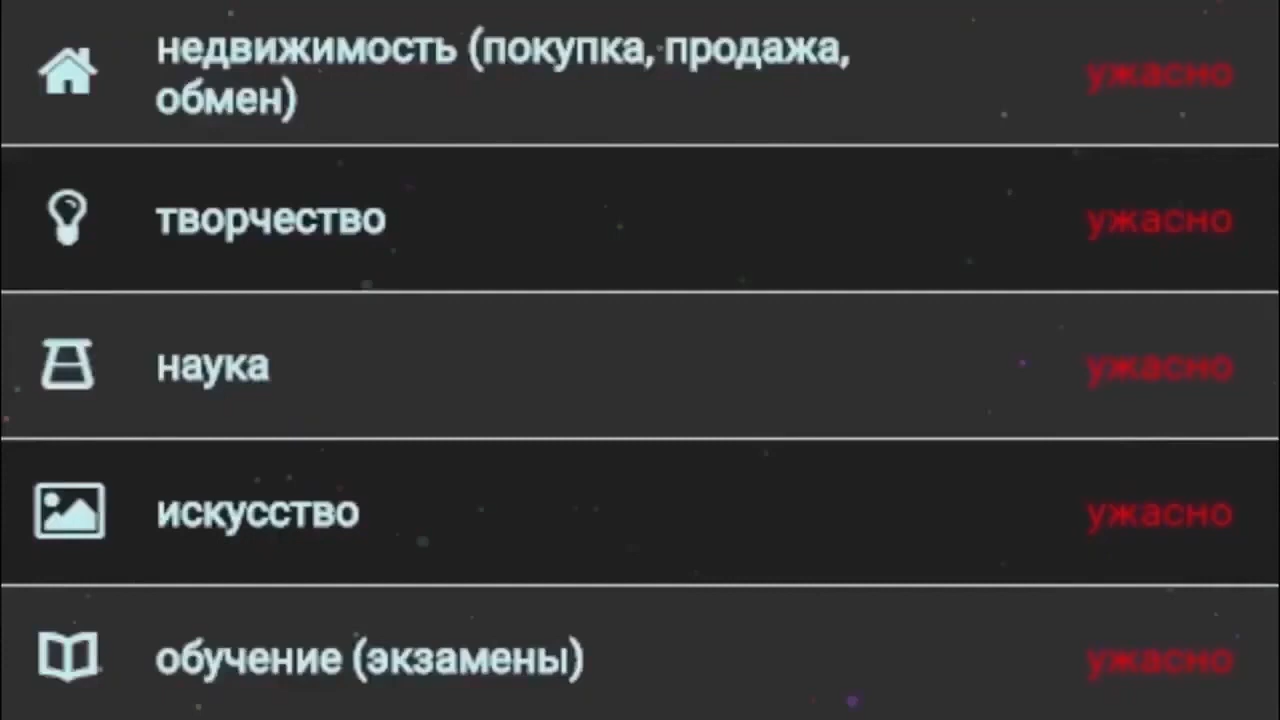 недвижимость (покупка, продажа,
обмен)
ужасно
творчество
ужасно
наука
ужасно
искусство
ужасно
обучение (экзамены)
ужасно